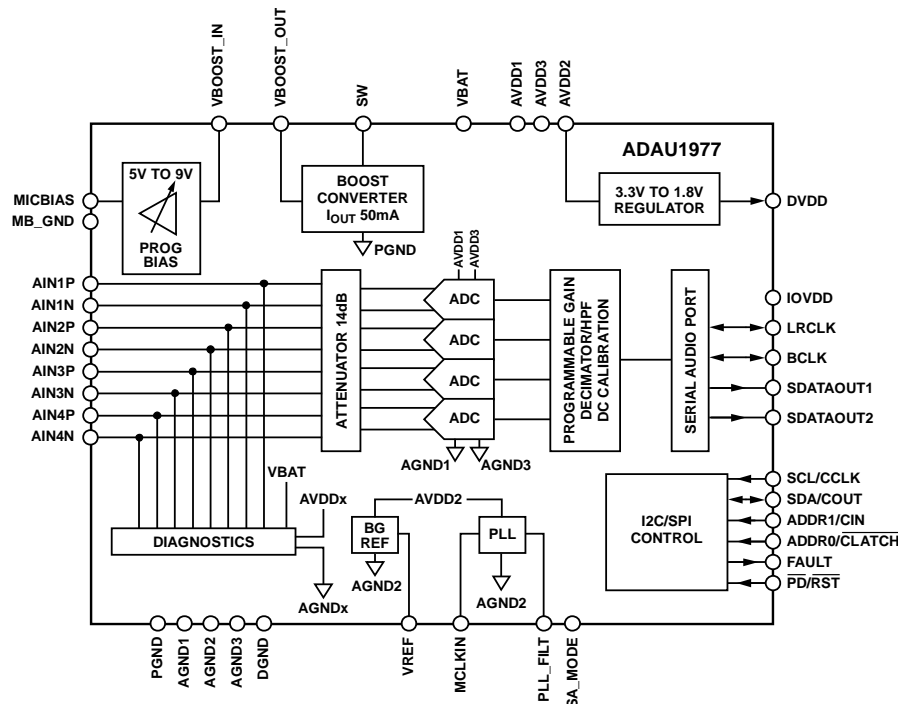 VBOOST_IN
VBOOST_OUT
SW
VBAT
AVDD1
AVDD3
AVDD2
ADAU1977
5V TO 9V
PROG
BIAS
BOOST
CONVERTER
IOUT 50mA
PGND
3.3V TO 1.8V
REGULATOR
MICBIAS
MB_GND
DVDD
AVDD1
AVDD3
AIN1P
AIN1N
AIN2P
AIN2N
AIN3P
AIN3N
AIN4P
AIN4N
ATTENUATOR 14dB
ADC
ADC
ADC
ADC
AGND1
AGND3
PROGRAMMABLE GAIN
DECIMATOR/HPF
DC CALIBRATION
SERIAL AUDIO PORT
IOVDD
LRCLK
BCLK
SDATAOUT1
SDATAOUT2
VBAT
AVDDx
DIAGNOSTICS
AGNDx
AVDD2
BG
REF
AGND2
PLL
AGND2
I2C/SPI
CONTROL
SCL/CCLK
SDA/COUT
ADDR1/CIN
ADDR0/CLATCH
FAULT
PD/RST
PGND
AGND1
AGND2
AGND3
DGND
VREF
MCLKIN
PLL_FILT
SA_MODE